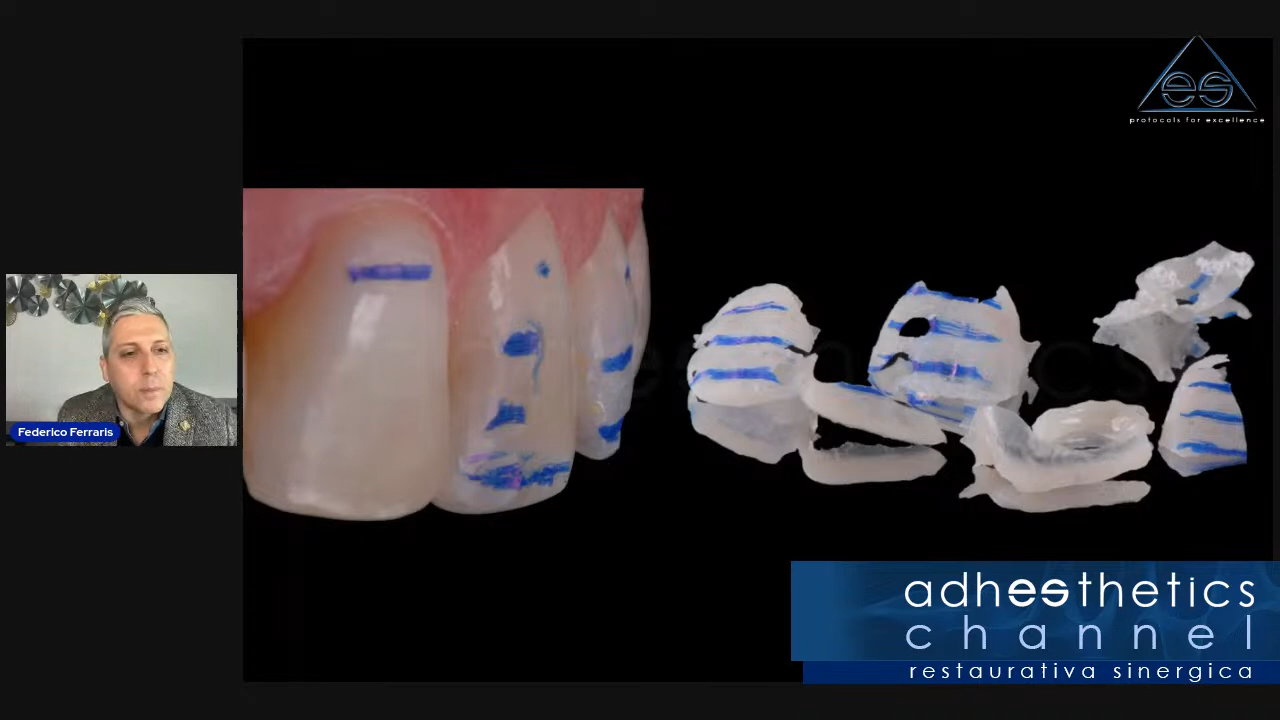 es
protocols for excellence
Federico Ferraris
adhesthetics
channel
restaurativa sinergica